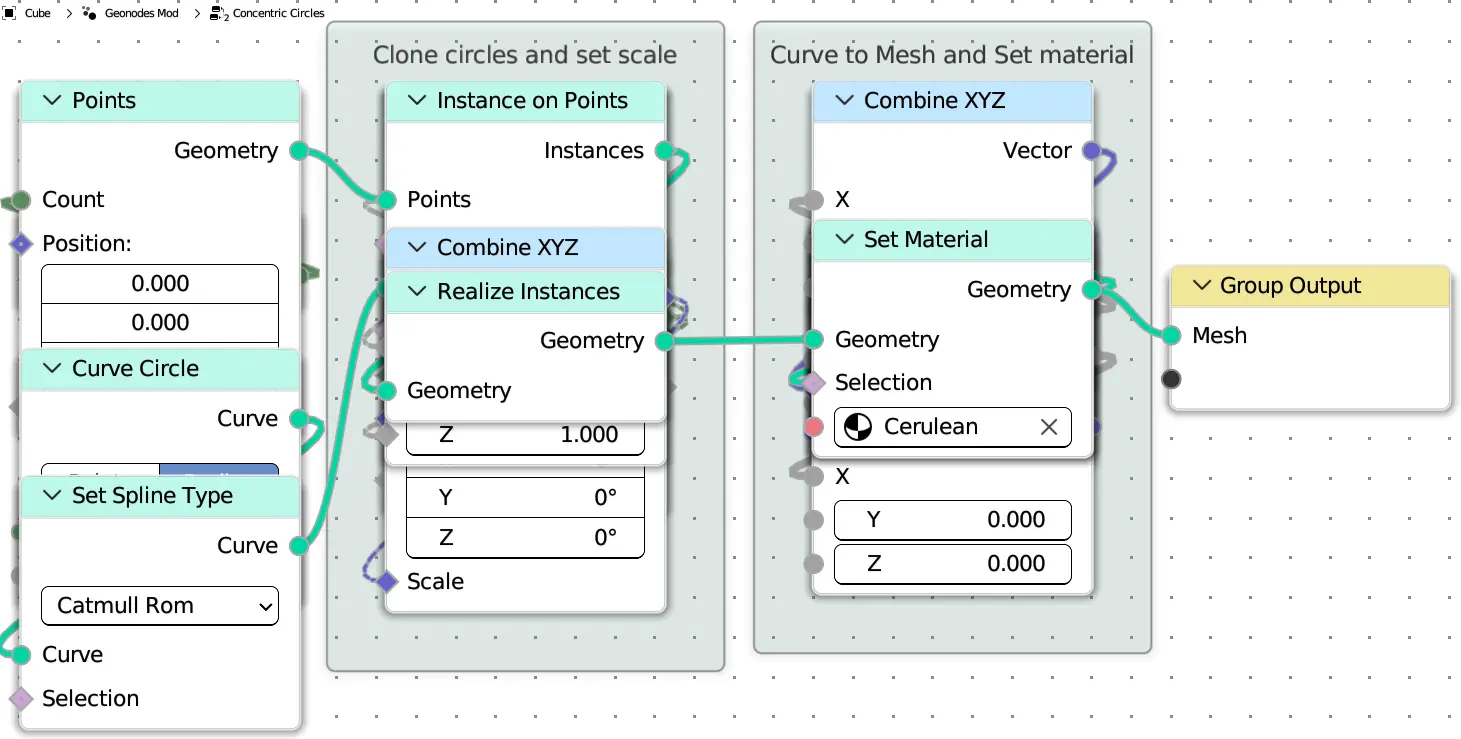 Cube > Geonodes Mod > 2 Concentric Circles
Clone circles and set scale
Curve to Mesh and Set material
Points
Geometry
Count
Position:
0.000
0.000
Curve Circle
Curve
Set Spline Type
Curve
Catmull Rom
Curve
Selection
Instance on Points
Instances
Points
Combine XYZ
Realize Instances
Geometry
Geometry
Z 1.000
Y 0°
Z 0°
Scale
Combine XYZ
Vector
X
Set Material
Geometry
Geometry
Selection
Cerulean
X
Y 0.000
Z 0.000
Group Output
Mesh